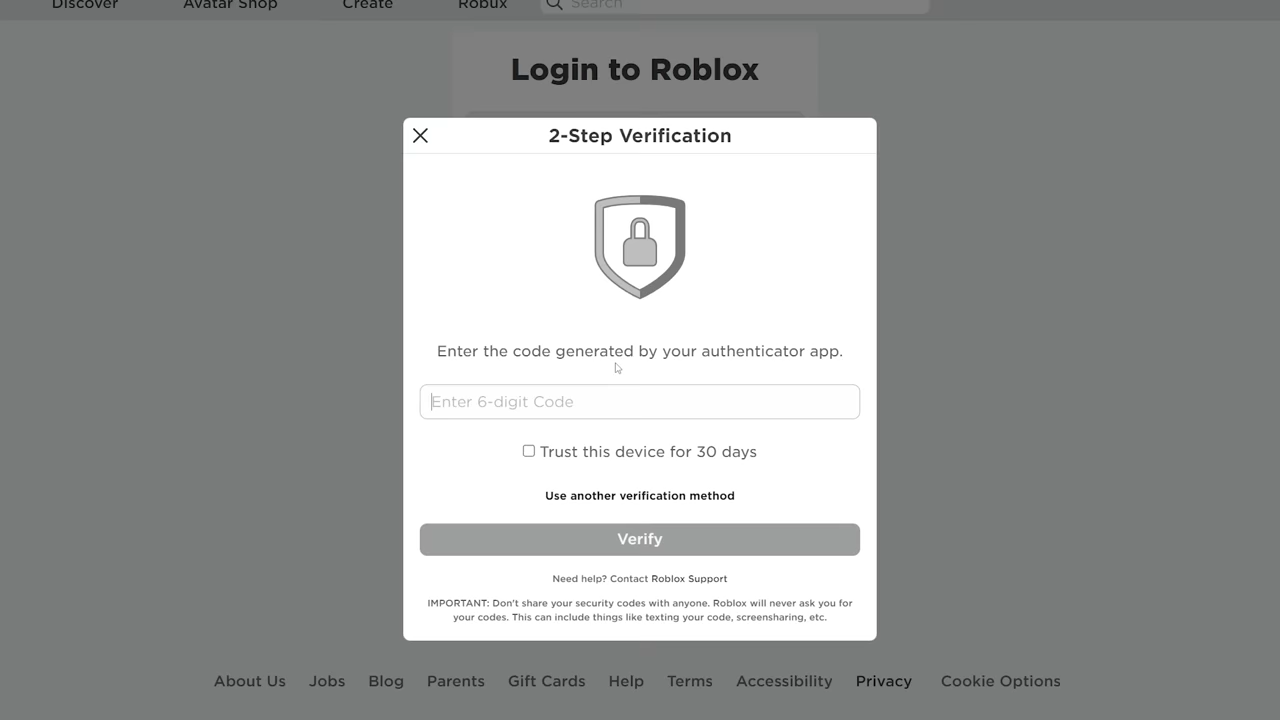 Discover Avatar Shop Create Robux Search
Login to Roblox
2-Step Verification
Enter the code generated by your authenticator app.
Enter 6-digit Code
Trust this device for 30 days
Use another verification method
Verify
Need help? Contact Roblox Support
IMPORTANT: Don't share your security codes with anyone. Roblox will never ask you for
your codes. This can include things like texting your code, screensharing, etc.
About Us Jobs Blog Parents Gift Cards Help Terms Accessibility Privacy Cookie Options